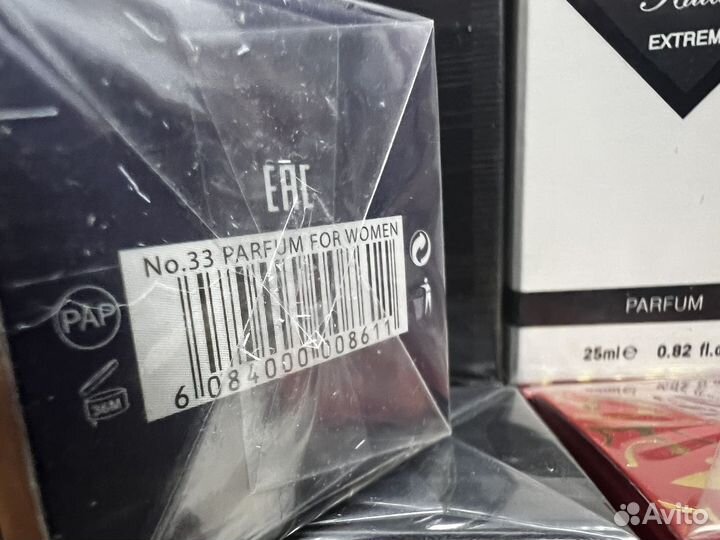 EXTREM
EAC
No.33 PARFUM FOR WOMEN
6 084000 008611
PAP
36M
PARFUM
25ml e 0.82 fl.o
Avito